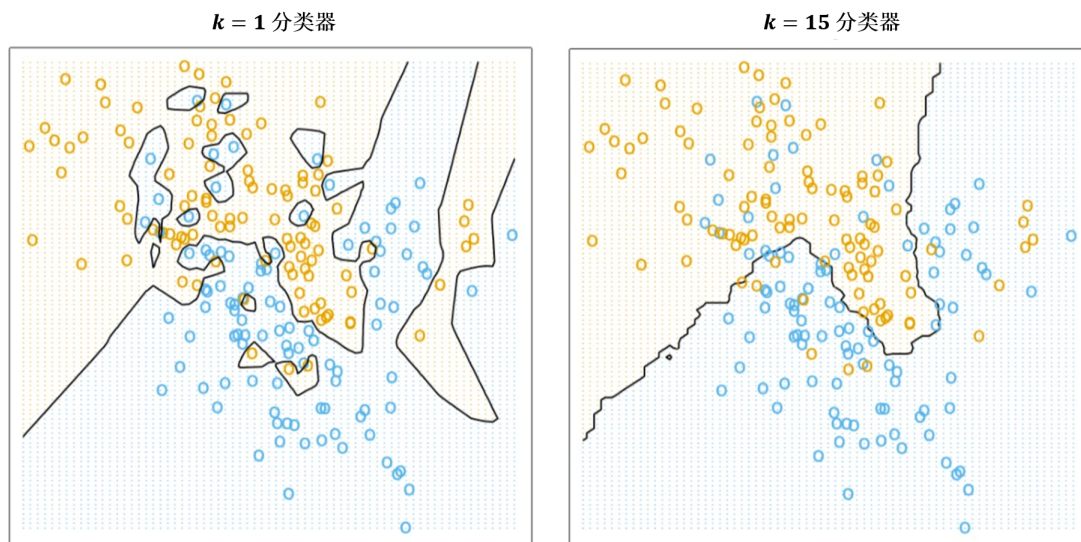 k = 1 分类器
k = 15 分类器